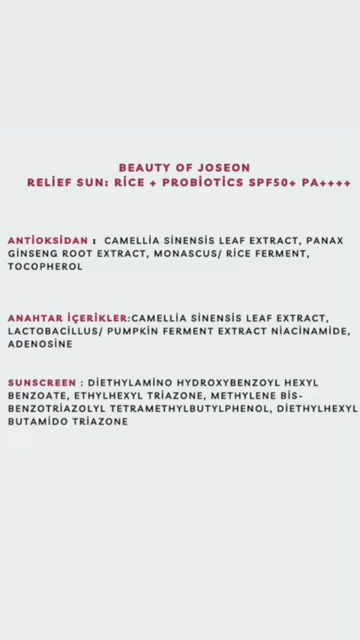 BEAUTY OF JOSEON
RELİEF SUN: RİCE + PROBİOTİCS SPF50+ PA++++
ANTİOKSİDAN : CAMELLİA SİNENSİS LEAF EXTRACT, PANAX
GİNSENG ROOT EXTRACT, MONASCUS/ RİCE FERMENT,
TOCOPHEROL
ANAHTAR İÇERİKLER:CAMELLİA SİNENSİS LEAF EXTRACT,
LACTOBACİLLUS/ PUMPKİN FERMENT EXTRACT NİACİNAMİDE,
ADENOSİNE
SUNSCREEN : DİETHYLAMİNO HYDROXYBENZOYL HEXYL
BENZOATE, ETHYLHEXYL TRİAZONE, METHYLENE BİS-
BENZOTRİAZOLYL TETRAMETHYLBUTYLPHENOL, DİETHYLHEXYL
BUTAMİDO TRİAZONE